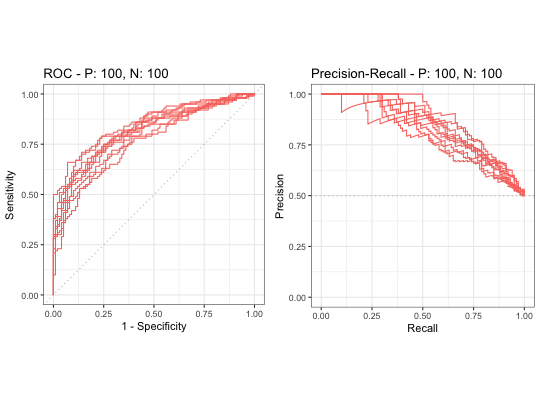 ROC - P: 100, N: 100
1.00
0.75
0.50
0.25
0.00
Sensitivity
0.00 0.25 0.50 0.75 1.00
1 - Specificity
Precision-Recall - P: 100, N: 100
1.00
0.75
0.50
0.25
0.00
Precision
0.00 0.25 0.50 0.75 1.00
Recall